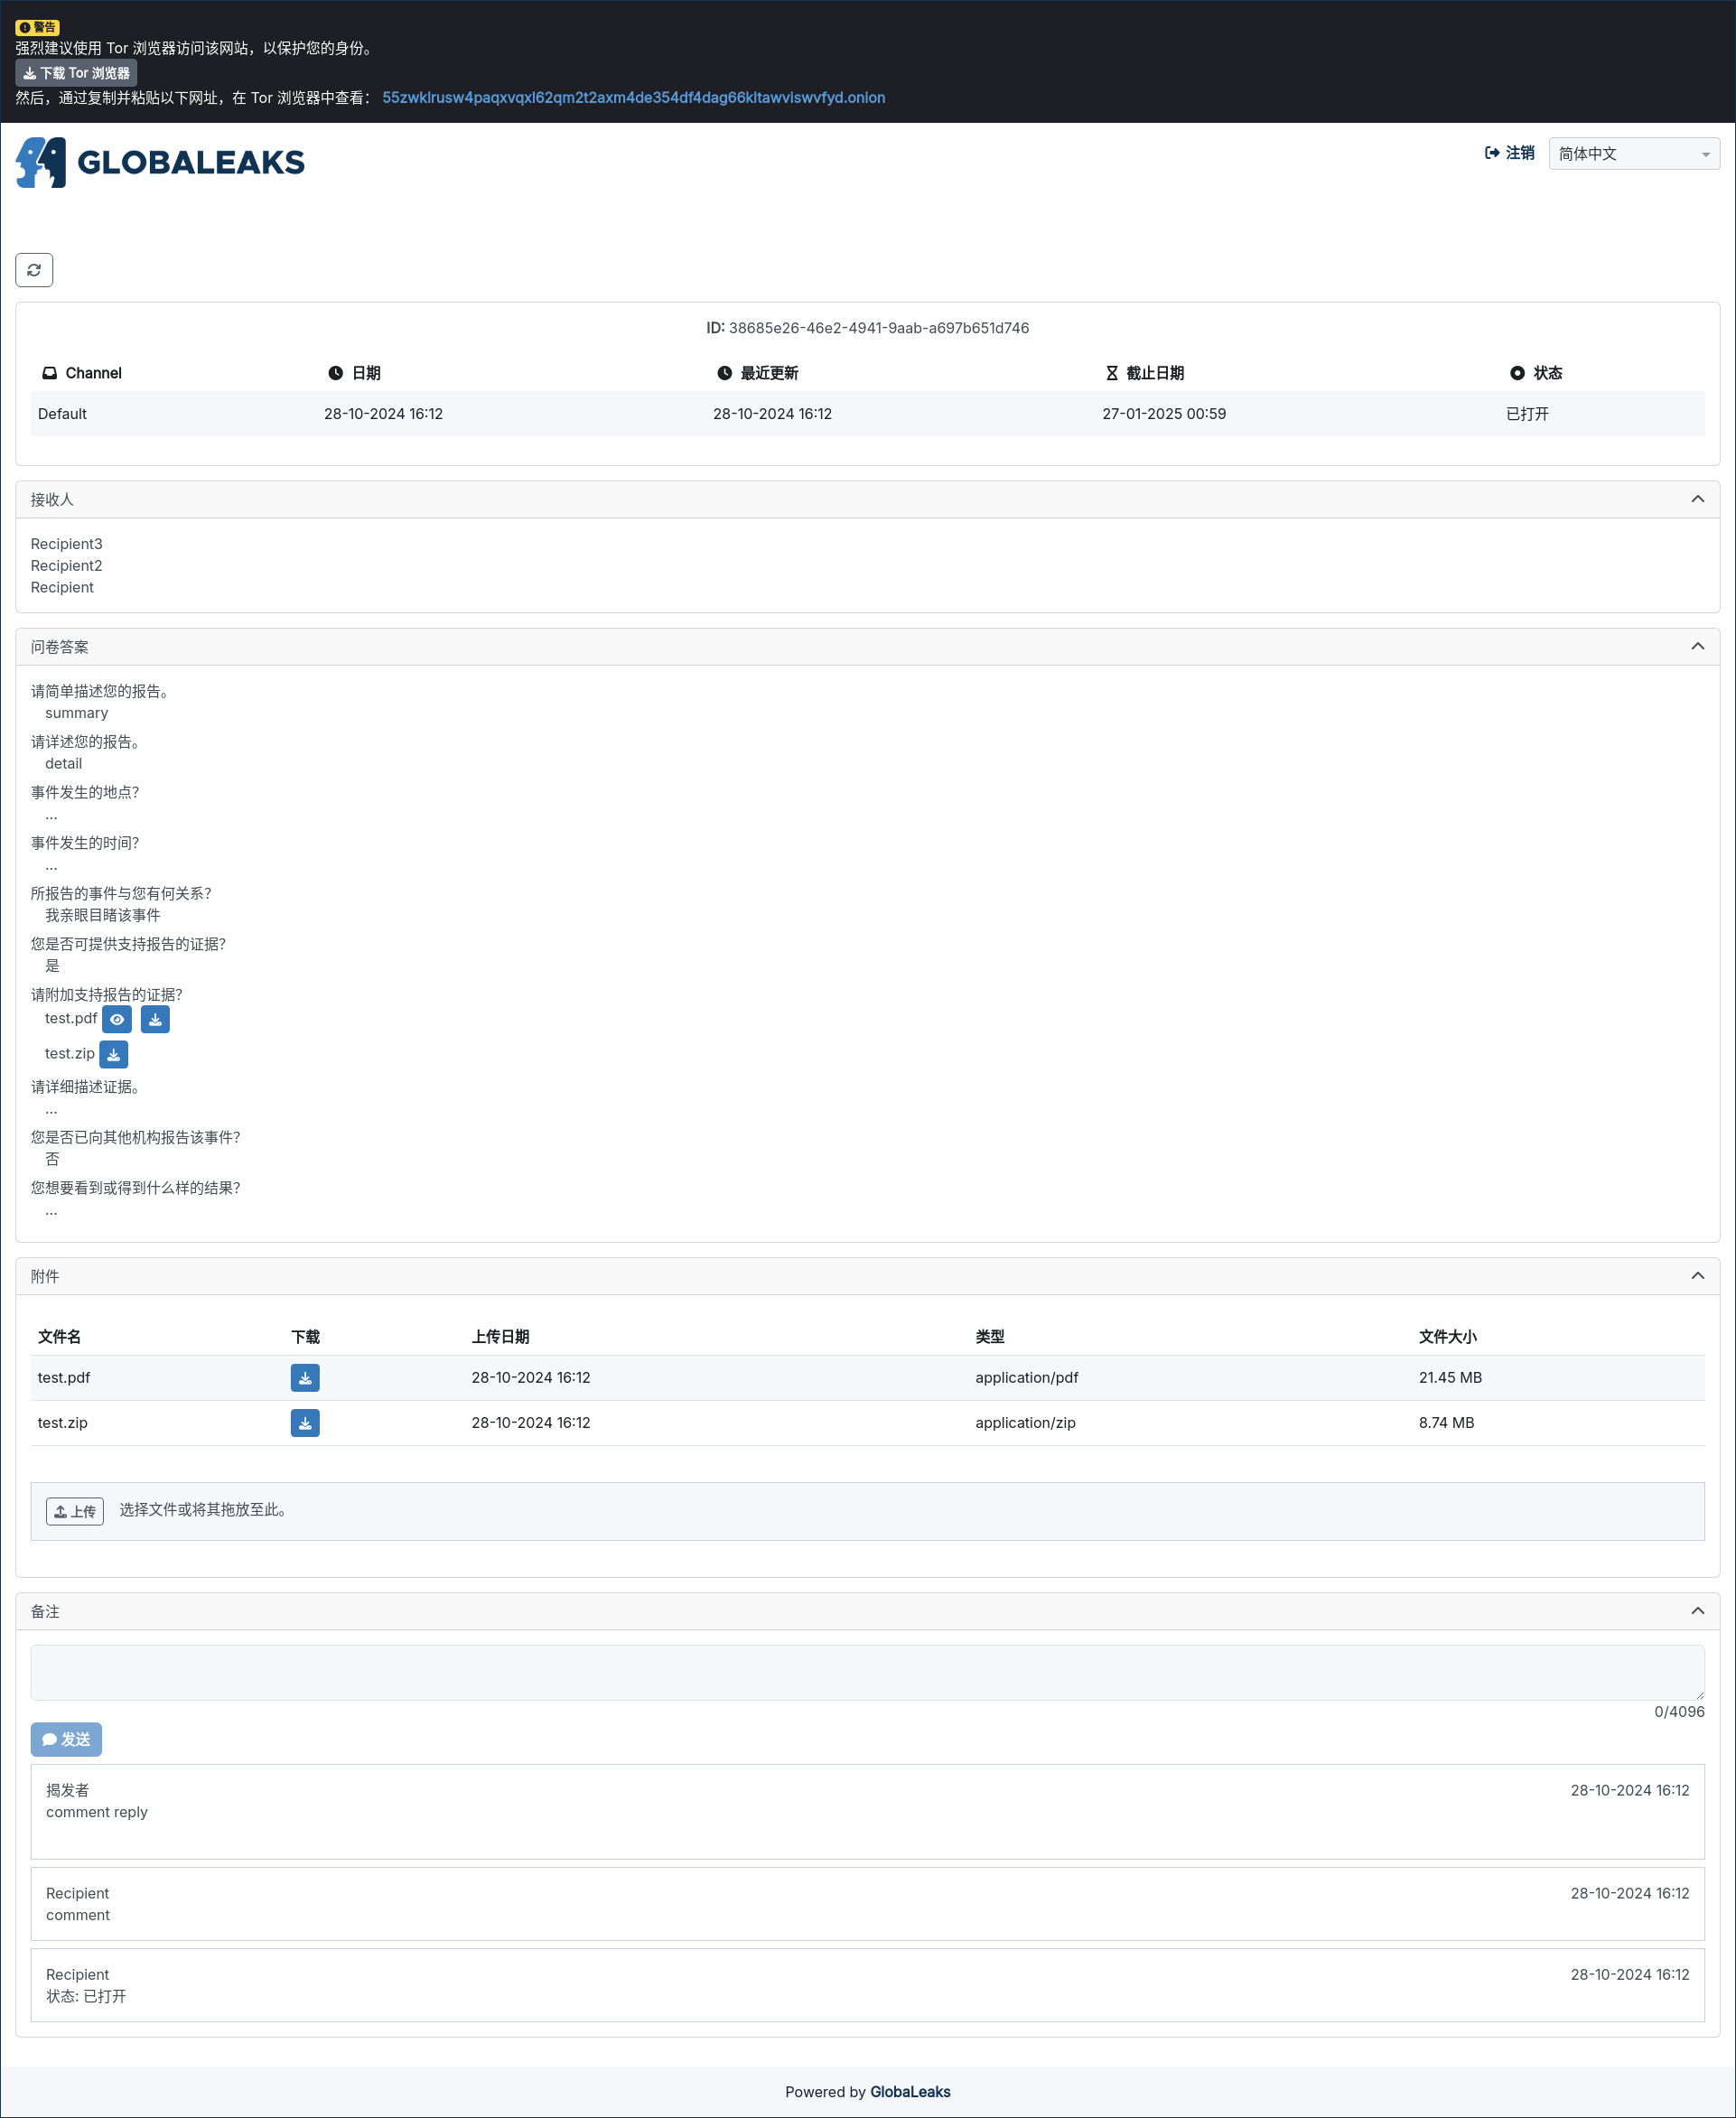 警告
强烈建议使用 Tor 浏览器访问该网站，以保护您的身份。
下载 Tor 浏览器
然后，通过复制并粘贴以下网址，在 Tor 浏览器中查看： 55zwklrusw4paqxvqxl62qm2t2axm4de354df4dag66kltawviswvfyd.onion
GLOBALEAKS
注销 简体中文
ID: 38685e26-46e2-4941-9aab-a697b651d746
Channel 日期 最近更新 截止日期 状态
Default 28-10-2024 16:12 28-10-2024 16:12 27-01-2025 00:59 已打开
接收人
Recipient3
Recipient2
Recipient
问卷答案
请简单描述您的报告。
summary
请详述您的报告。
detail
事件发生的地点？
...
事件发生的时间？
...
所报告的事件与您有何关系？
我亲眼目睹该事件
您是否可提供支持报告的证据？
是
请附加支持报告的证据？
test.pdf
test.zip
请详细描述证据。
...
您是否已向其他机构报告该事件？
否
您想要看到或得到什么样的结果？
...
附件
文件名 下载 上传日期 类型 文件大小
test.pdf 28-10-2024 16:12 application/pdf 21.45 MB
test.zip 28-10-2024 16:12 application/zip 8.74 MB
上传 选择文件或将其拖放至此。
备注
0/4096
发送
揭发者 28-10-2024 16:12
comment reply
Recipient 28-10-2024 16:12
comment
Recipient 28-10-2024 16:12
状态: 已打开
Powered by GlobaLeaks